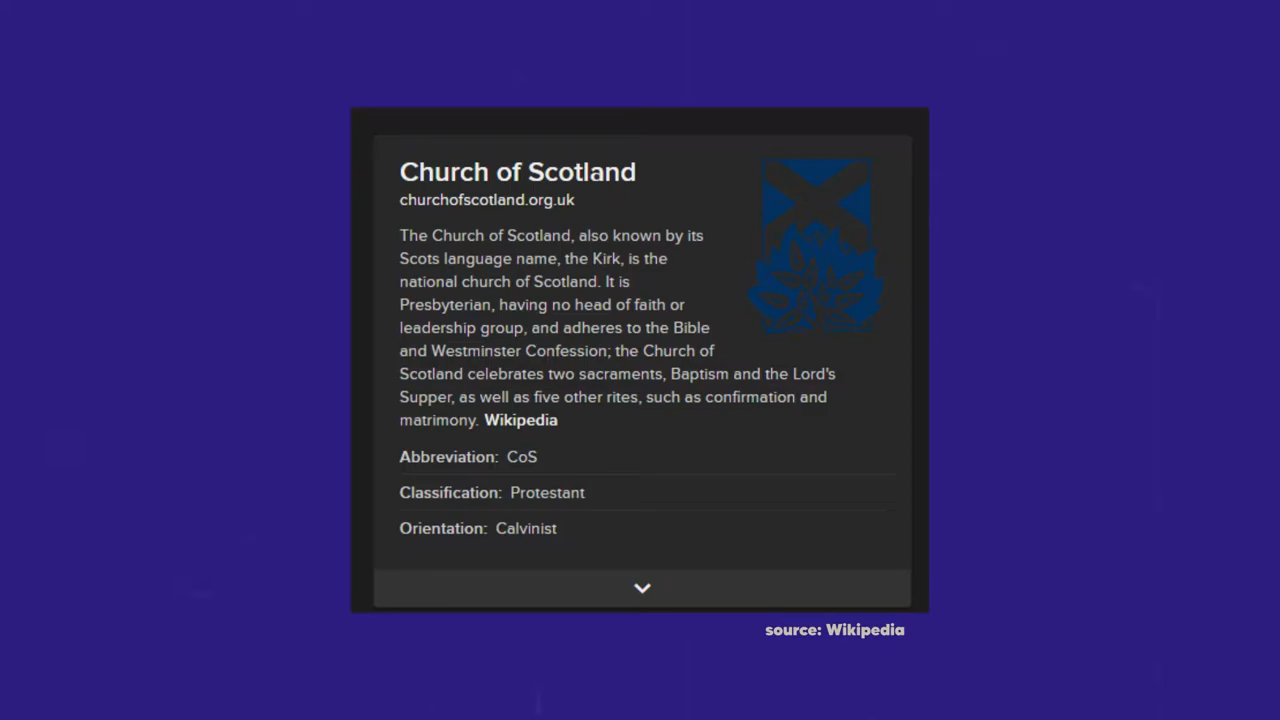 Church of Scotland
churchofscotland.org.uk
The Church of Scotland, also known by its
Scots language name, the Kirk, is the
national church of Scotland. It is
Presbyterian, having no head of faith or
leadership group, and adheres to the Bible
and Westminster Confession; the Church of
Scotland celebrates two sacraments, Baptism and the Lord's
Supper, as well as five other rites, such as confirmation and
matrimony. Wikipedia
Abbreviation: CoS
Classification: Protestant
Orientation: Calvinist
source: Wikipedia